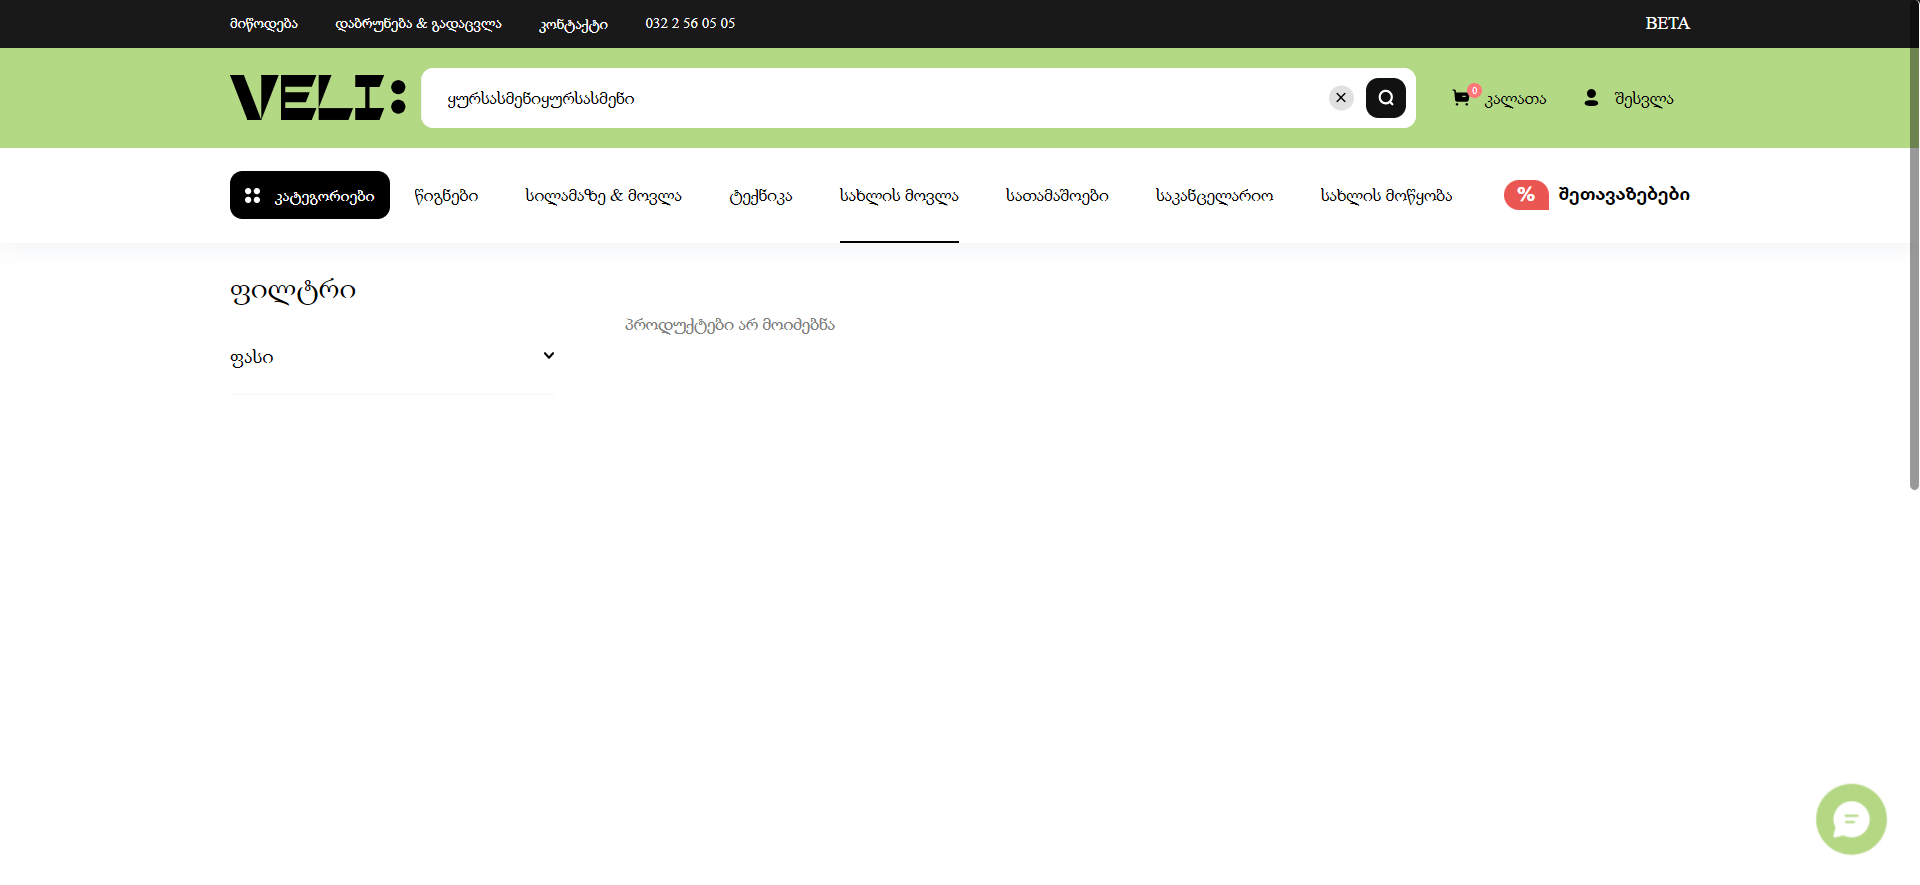 მიწოდება დაბრუნება & გადაცვლა კონტაქტი 032 2 56 05 05 BETA
VELI: ყურსასმენიყურსასმენი 0 კალათა შესვლა
კატეგორიები წიგნები სილამაზე & მოვლა ტექნიკა სახლის მოვლა სათამაშოები საკანცელარიო სახლის მოწყობა % შეთავაზებები
ფილტრი
პროდუქტები არ მოიძებნა
ფასი